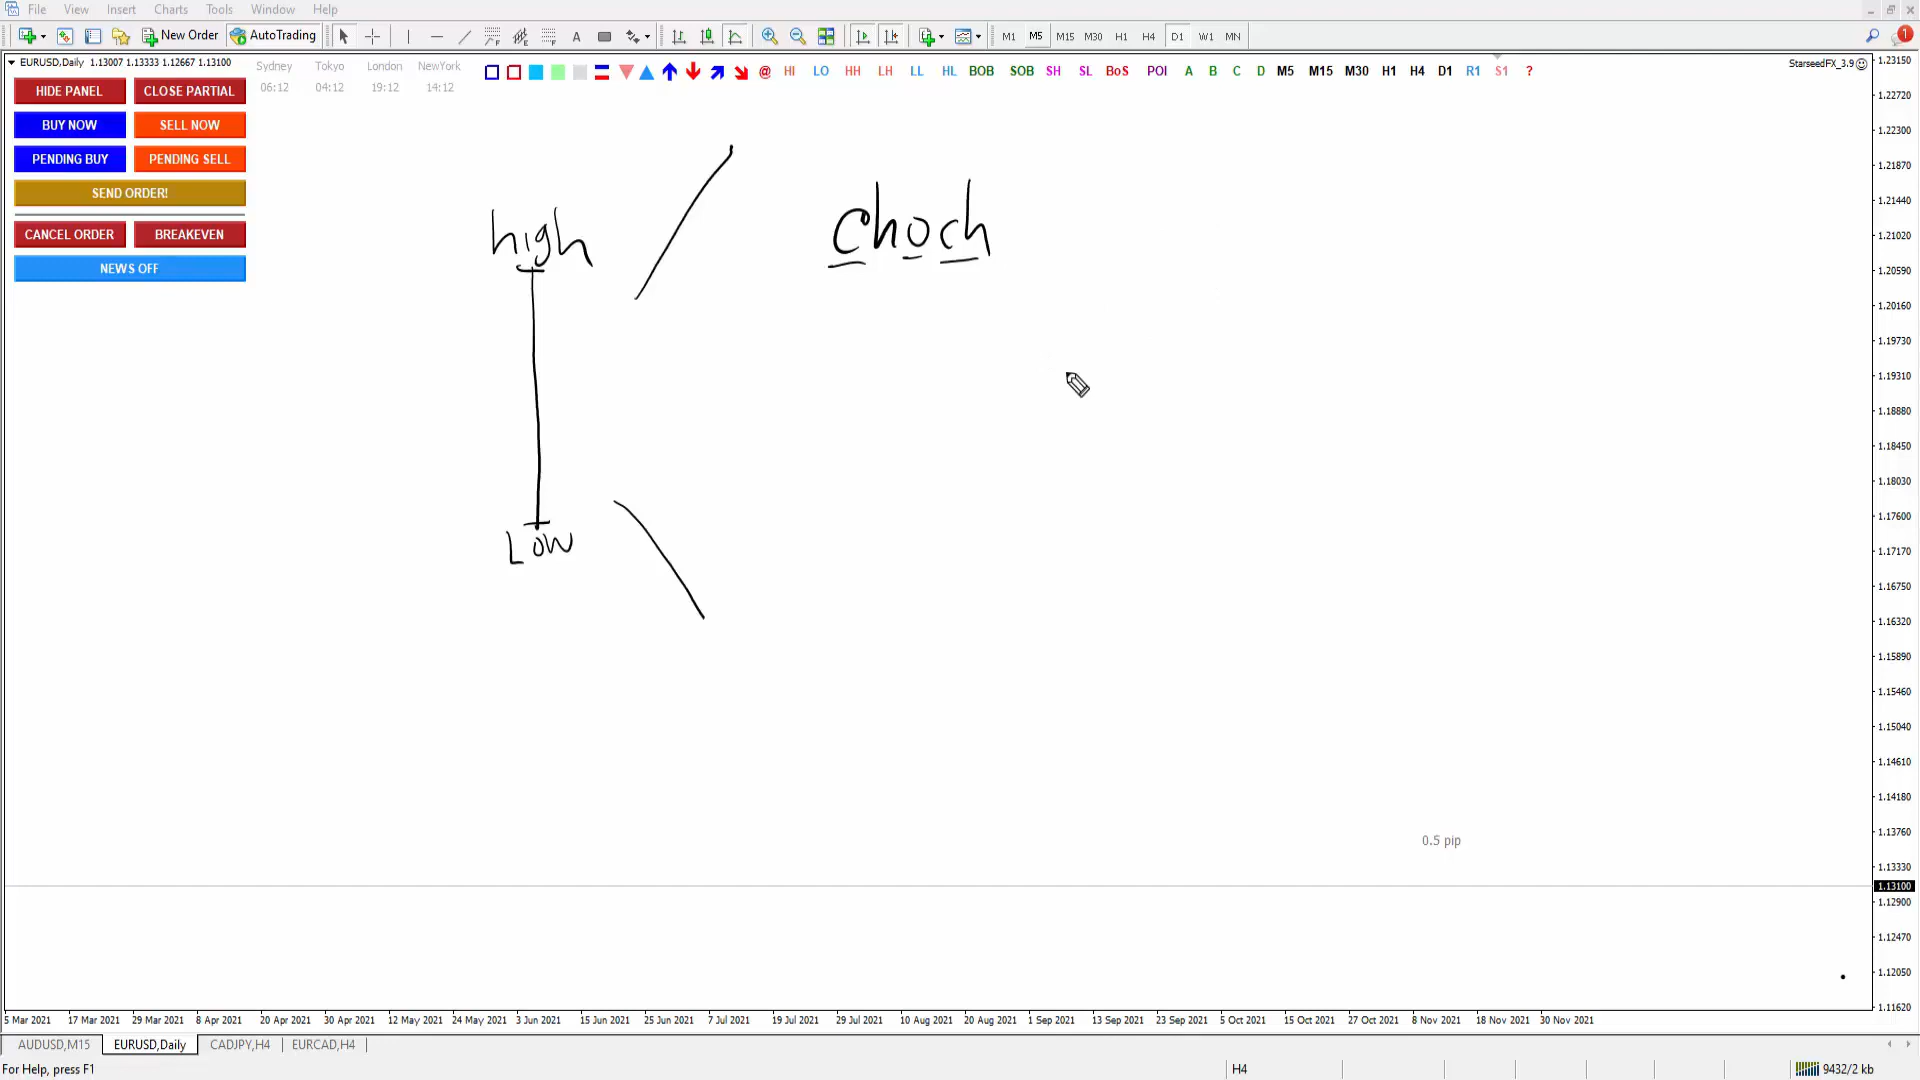 File View Insert Charts Tools Window Help
New Order AutoTrading M1 M5 M15 M30 H1 H4 D1 W1 MN 1
EURUSD,Daily 1.13007 1.13333 1.12667 1.13100
Sydney Tokyo London NewYork
06:12 04:12 19:12 14:12
@ HI LO HH LH LL HL BOB SOB SH SL BoS POI A B C D M5 M15 M30 H1 H4 D1 R1 S1 ?
StarseedFX_3.9
HIDE PANEL CLOSE PARTIAL
BUY NOW SELL NOW
PENDING BUY PENDING SELL
SEND ORDER!
CANCEL ORDER BREAKEVEN
NEWS OFF
high
choch
Low
0.5 pip
1.23150
1.22720
1.22300
1.21870
1.21440
1.21020
1.20590
1.20160
1.19730
1.19310
1.18880
1.18450
1.18030
1.17600
1.17170
1.16750
1.16320
1.15890
1.15460
1.15040
1.14610
1.14180
1.13760
1.13330
1.13100
1.12900
1.12470
1.12050
1.11620
5 Mar 2021 17 Mar 2021 29 Mar 2021 8 Apr 2021 20 Apr 2021 30 Apr 2021 12 May 2021 24 May 2021 3 Jun 2021 15 Jun 2021 25 Jun 2021 7 Jul 2021 19 Jul 2021 29 Jul 2021 10 Aug 2021 20 Aug 2021 1 Sep 2021 13 Sep 2021 23 Sep 2021 5 Oct 2021 15 Oct 2021 27 Oct 2021 8 Nov 2021 18 Nov 2021 30 Nov 2021
AUDUSD,M15 EURUSD,Daily CADJPY,H4 EURCAD,H4
For Help, press F1 H4 9432/2 kb